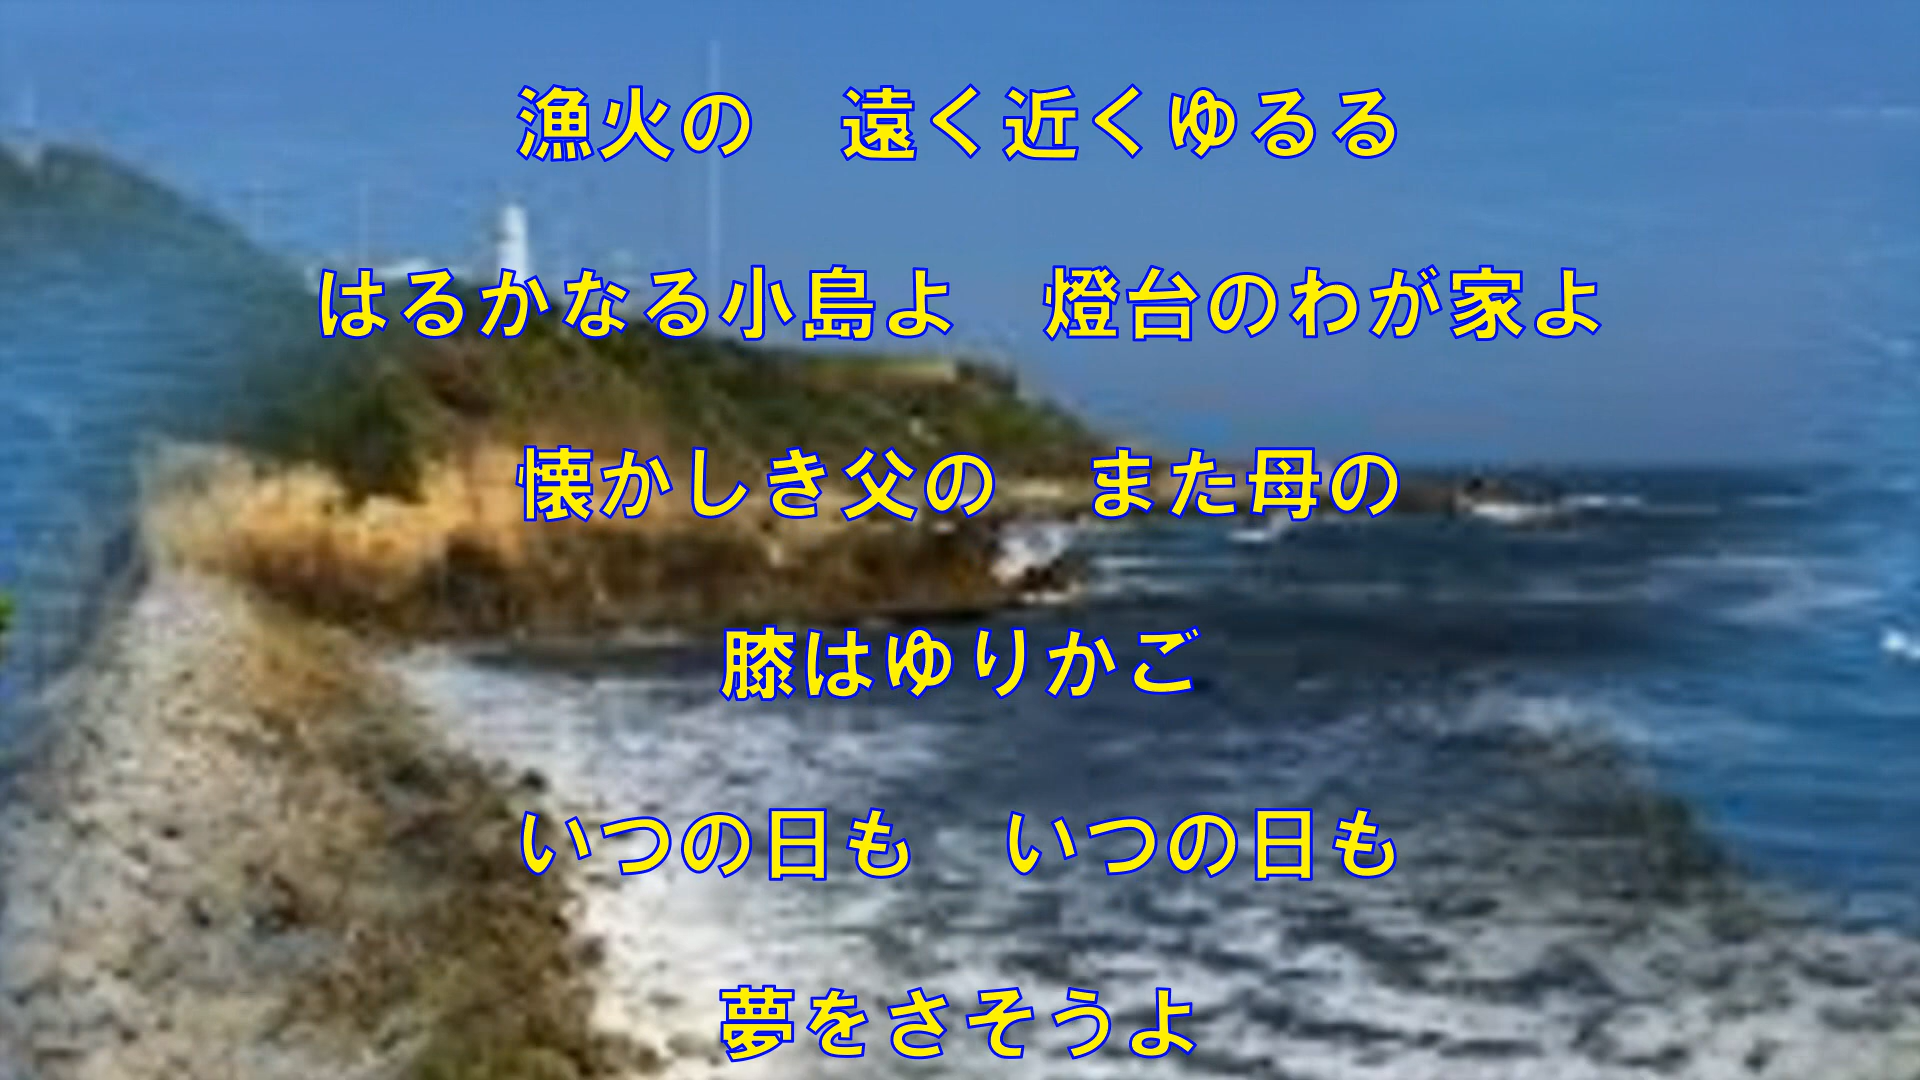 漁火の　遠く近くゆるる
はるかなる小島よ　燈台のわが家よ
懐かしき父の　また母の
膝はゆりかご
いつの日も　いつの日も
夢をさそうよ